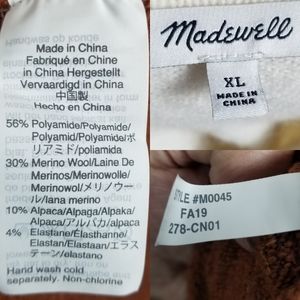 Made in China
Fabriqué en Chine
in China Hergestellt
Vervaardigd in China
中国製
Hecho en China
56% Polyamide/Polyamide/
Polyamid/Polyamide/ポ
リアミド/poliamida
30% Merino Wool/Laine De
Merinos/Merinowolle/
Merinowol/メリノウー
ル/lana merino
10% Alpaca/Alpaga/Alpaka/
Alpaca/アルパカ/alpaca
4% Elastane/Élasthanne/
Elastan/Elastaan/エラス
テーン/elastano
Hand wash cold
separately. Non-chlorine
Madewell
XL
MADE IN
CHINA
STYLE #M0045
FA19
278-CN01